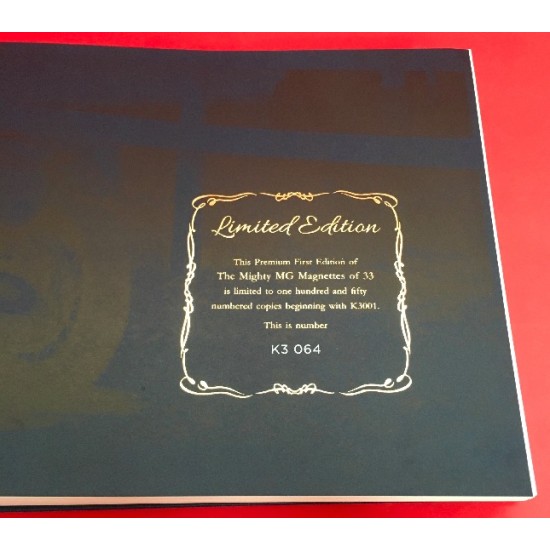 Limited Edition
This Premium First Edition of
The Mighty MG Magnettes of 33
is limited to one hundred and fifty
numbered copies beginning with K3001.
This is number
K3 064